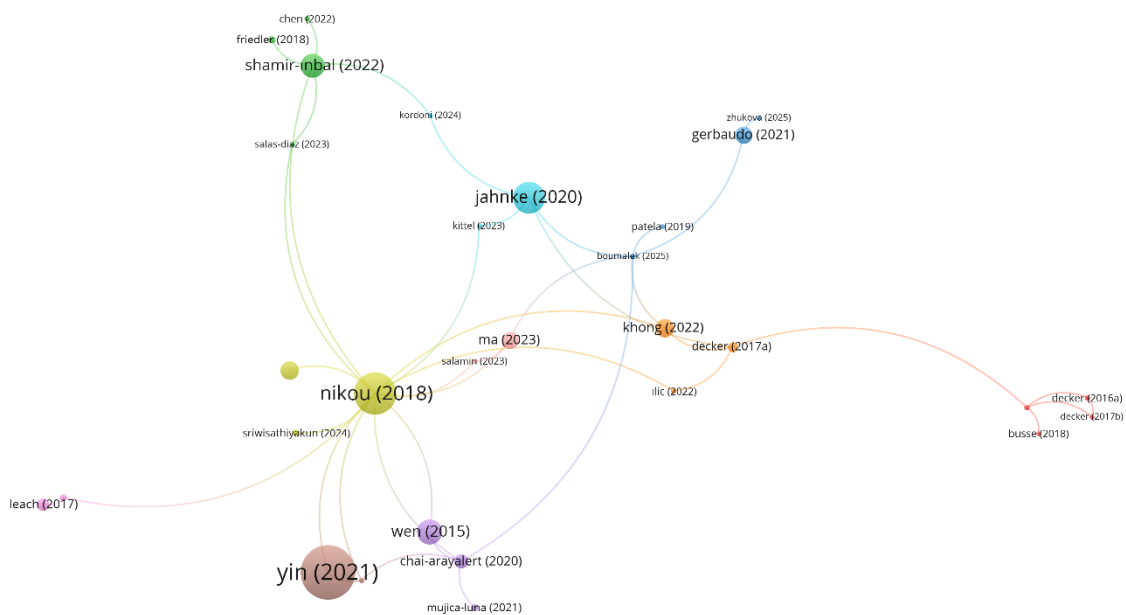 chen (2022)
friedler (2018)
shamir-inbal (2022)
kordoni (2024)
zhukova (2025)
gerbaudo (2021)
salas-diaz (2023)
jahnke (2020)
kittel (2023)
patela (2019)
boumalek (2025)
khong (2022)
ma (2023)
decker (2017a)
salamin (2023)
nikou (2018)
ilic (2022)
decker (2016a)
decker (2017b)
sriwisathiyakun (2024)
busse (2018)
leach (2017)
wen (2015)
chai-arayalert (2020)
yin (2021)
mujica-luna (2021)